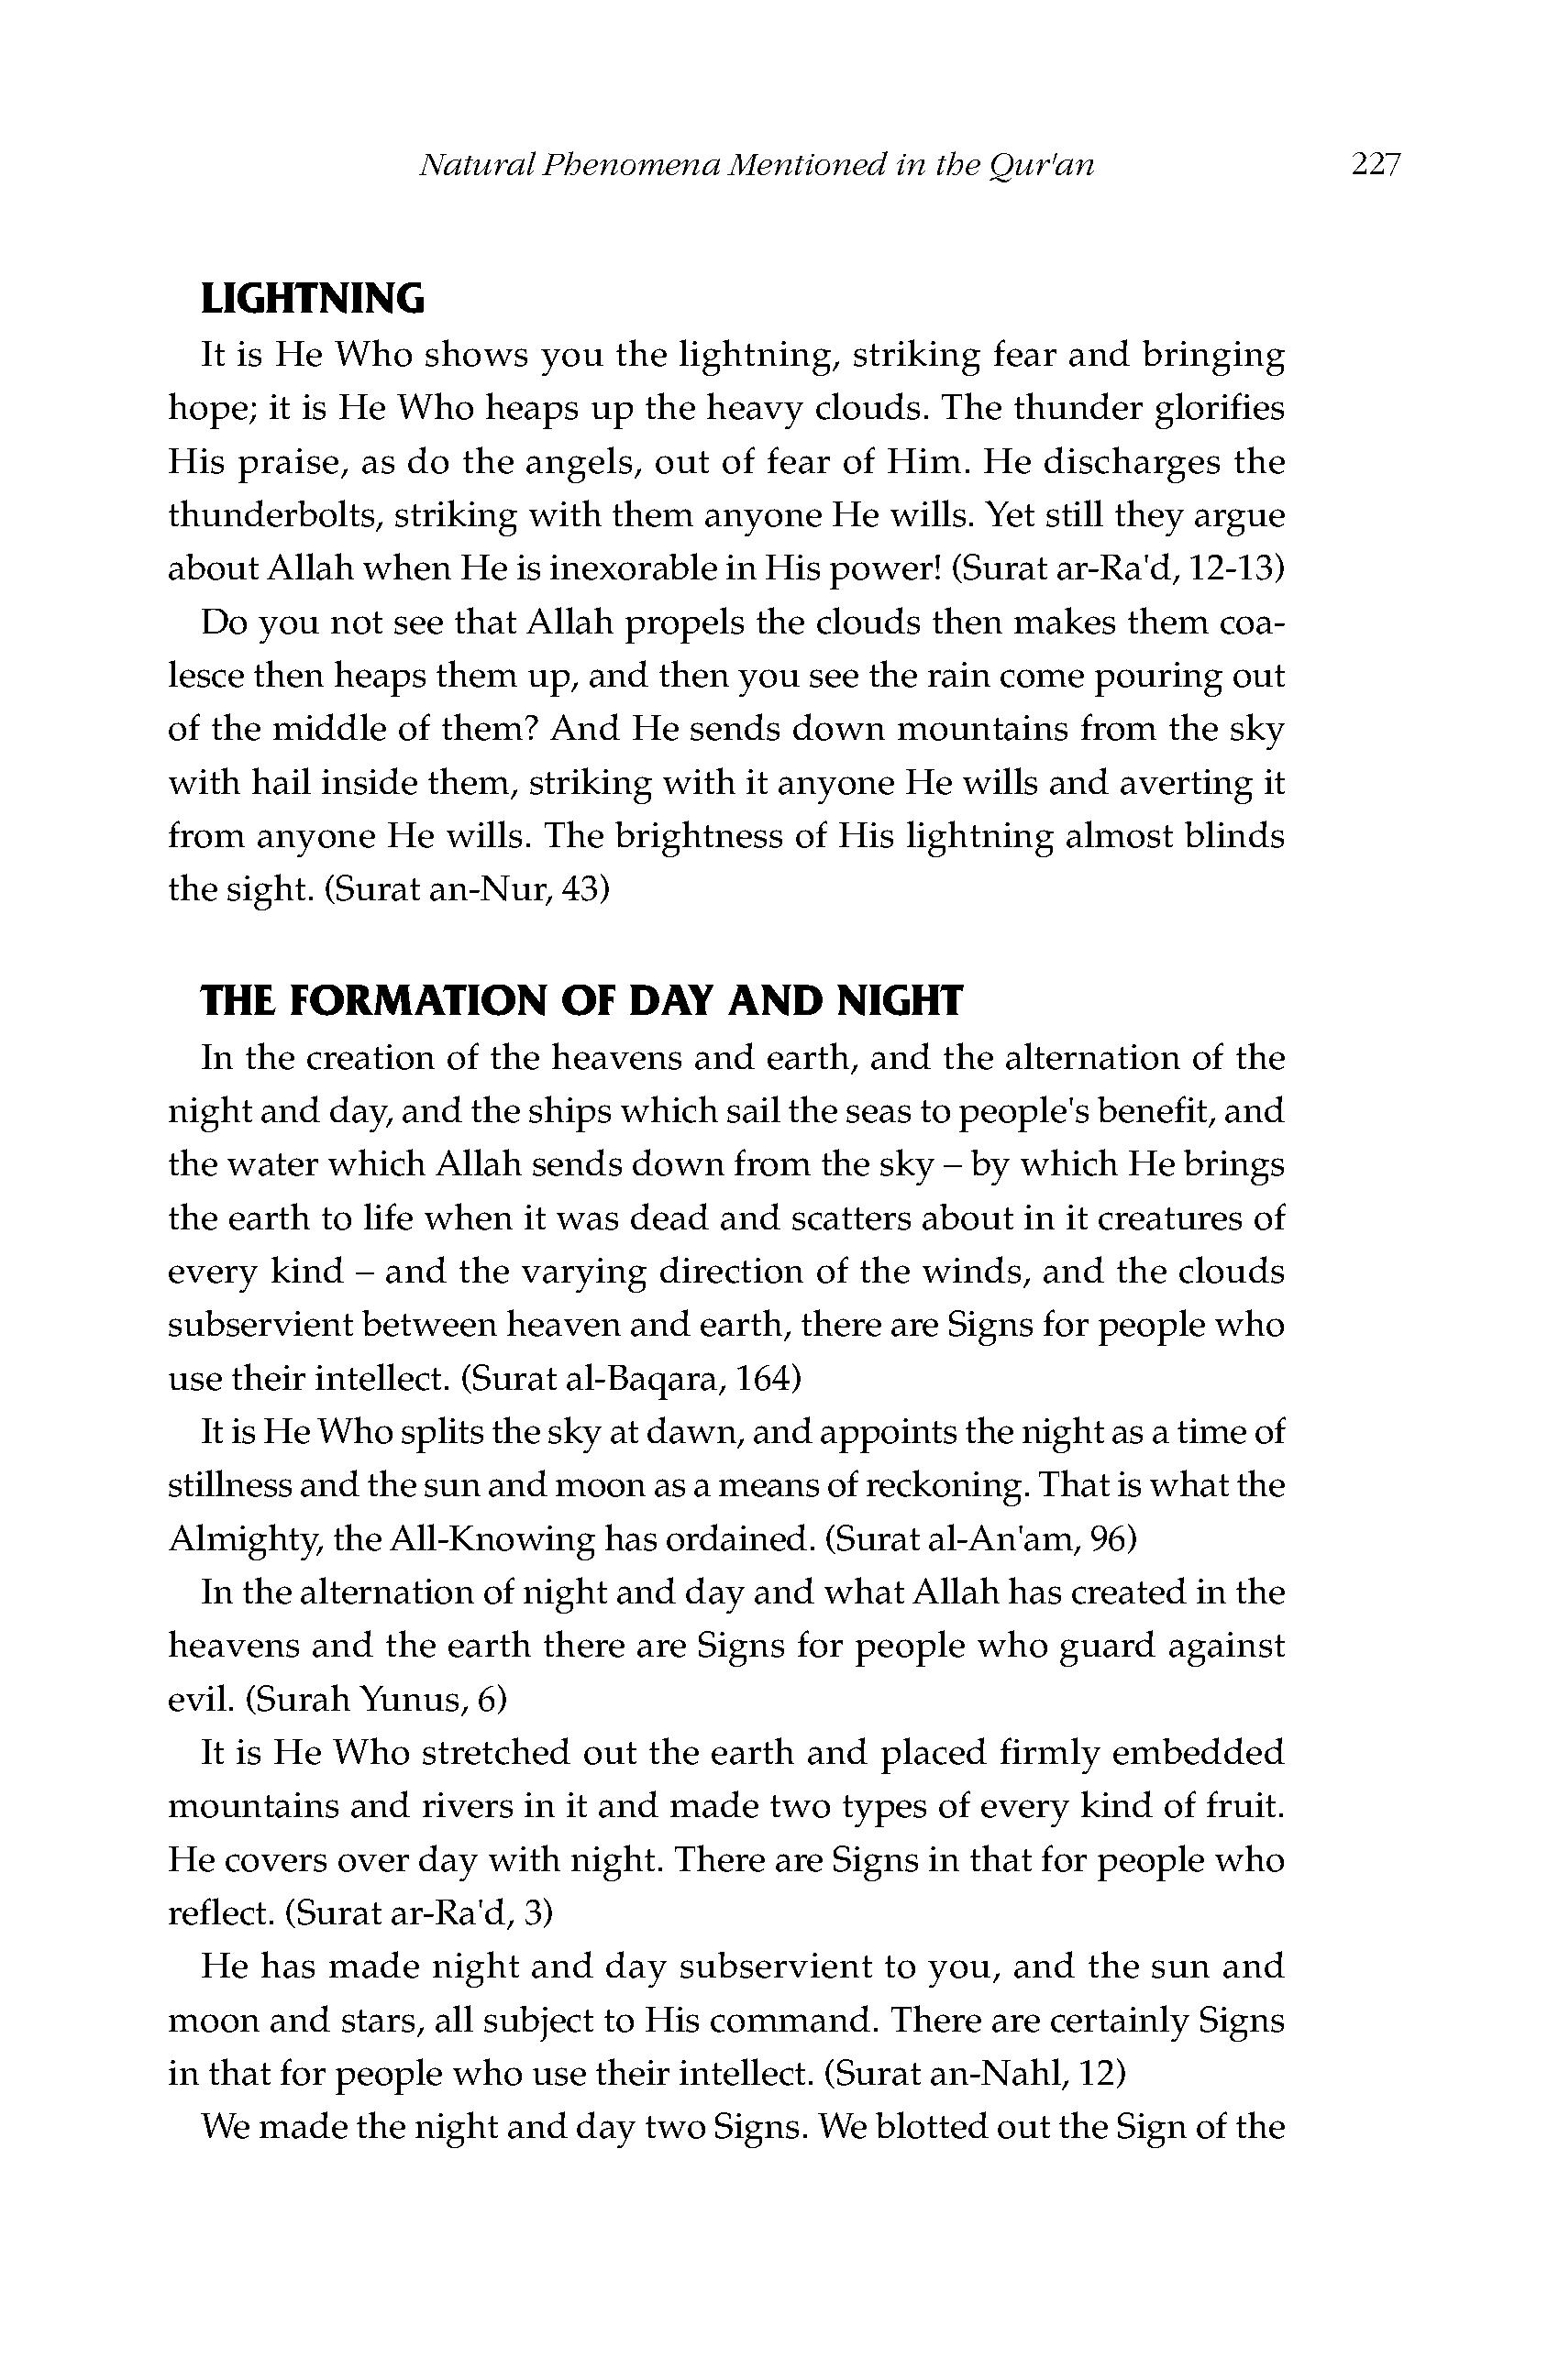 Natural Phenomena Mentioned in the Qur'an 227
LIGHTNING
It is He Who shows you the lightning, striking fear and bringing
hope; it is He Who heaps up the heavy clouds. The thunder glorifies
His praise, as do the angels, out of fear of Him. He discharges the
thunderbolts, striking with them anyone He wills. Yet still they argue
about Allah when He is inexorable in His power! (Surat ar-Ra'd, 12-13)
Do you not see that Allah propels the clouds then makes them coa-
lesce then heaps them up, and then you see the rain come pouring out
of the middle of them? And He sends down mountains from the sky
with hail inside them, striking with it anyone He wills and averting it
from anyone He wills. The brightness of His lightning almost blinds
the sight. (Surat an-Nur, 43)
THE FORMATION OF DAY AND NIGHT
In the creation of the heavens and earth, and the alternation of the
night and day, and the ships which sail the seas to people's benefit, and
the water which Allah sends down from the sky – by which He brings
the earth to life when it was dead and scatters about in it creatures of
every kind – and the varying direction of the winds, and the clouds
subservient between heaven and earth, there are Signs for people who
use their intellect. (Surat al-Baqara, 164)
It is He Who splits the sky at dawn, and appoints the night as a time of
stillness and the sun and moon as a means of reckoning. That is what the
Almighty, the All-Knowing has ordained. (Surat al-An'am, 96)
In the alternation of night and day and what Allah has created in the
heavens and the earth there are Signs for people who guard against
evil. (Surah Yunus, 6)
It is He Who stretched out the earth and placed firmly embedded
mountains and rivers in it and made two types of every kind of fruit.
He covers over day with night. There are Signs in that for people who
reflect. (Surat ar-Ra'd, 3)
He has made night and day subservient to you, and the sun and
moon and stars, all subject to His command. There are certainly Signs
in that for people who use their intellect. (Surat an-Nahl, 12)
We made the night and day two Signs. We blotted out the Sign of the